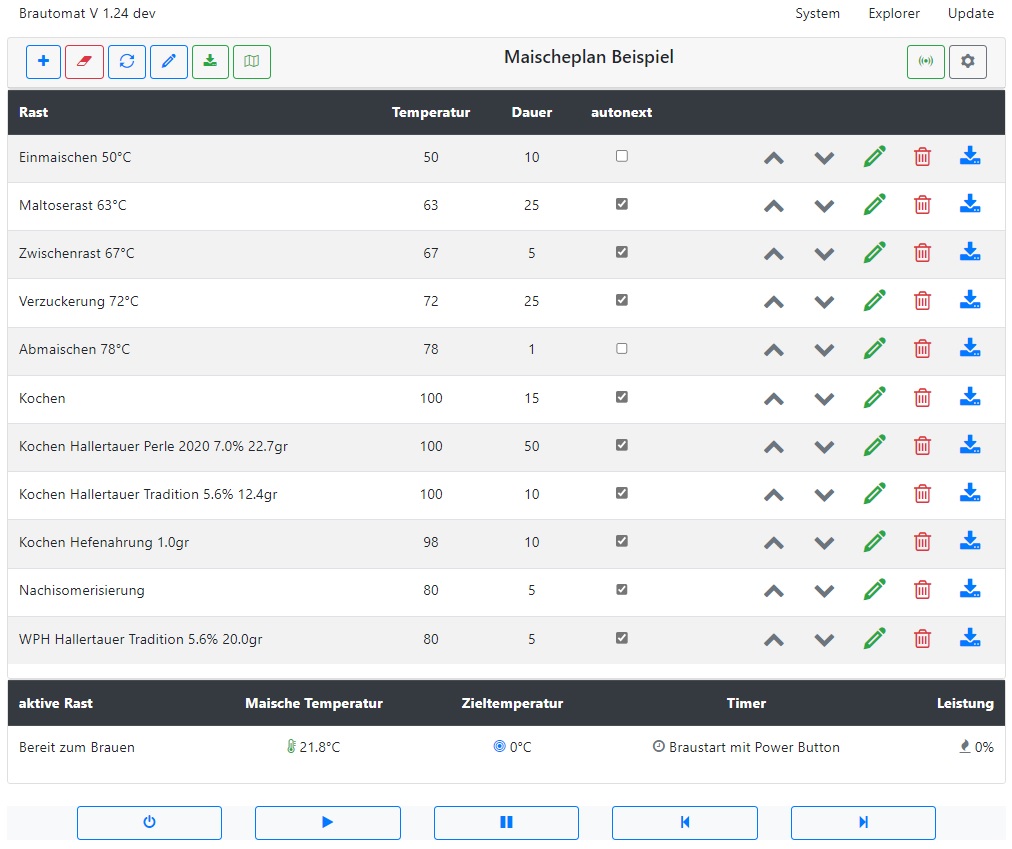 Brautomat V 1.24 dev System Explorer Update
Maischeplan Beispiel
Rast Temperatur Dauer autonext
Einmaischen 50°C 50 10
Maltoserast 63°C 63 25
Zwischenrast 67°C 67 5
Verzuckerung 72°C 72 25
Abmaischen 78°C 78 1
Kochen 100 15
Kochen Hallertauer Perle 2020 7.0% 22.7gr 100 50
Kochen Hallertauer Tradition 5.6% 12.4gr 100 10
Kochen Hefenahrung 1.0gr 98 10
Nachisomerisierung 80 5
WPH Hallertauer Tradition 5.6% 20.0gr 80 5
aktive Rast Maische Temperatur Zieltemperatur Timer Leistung
Bereit zum Brauen 21.8°C 0°C Braustart mit Power Button 0%